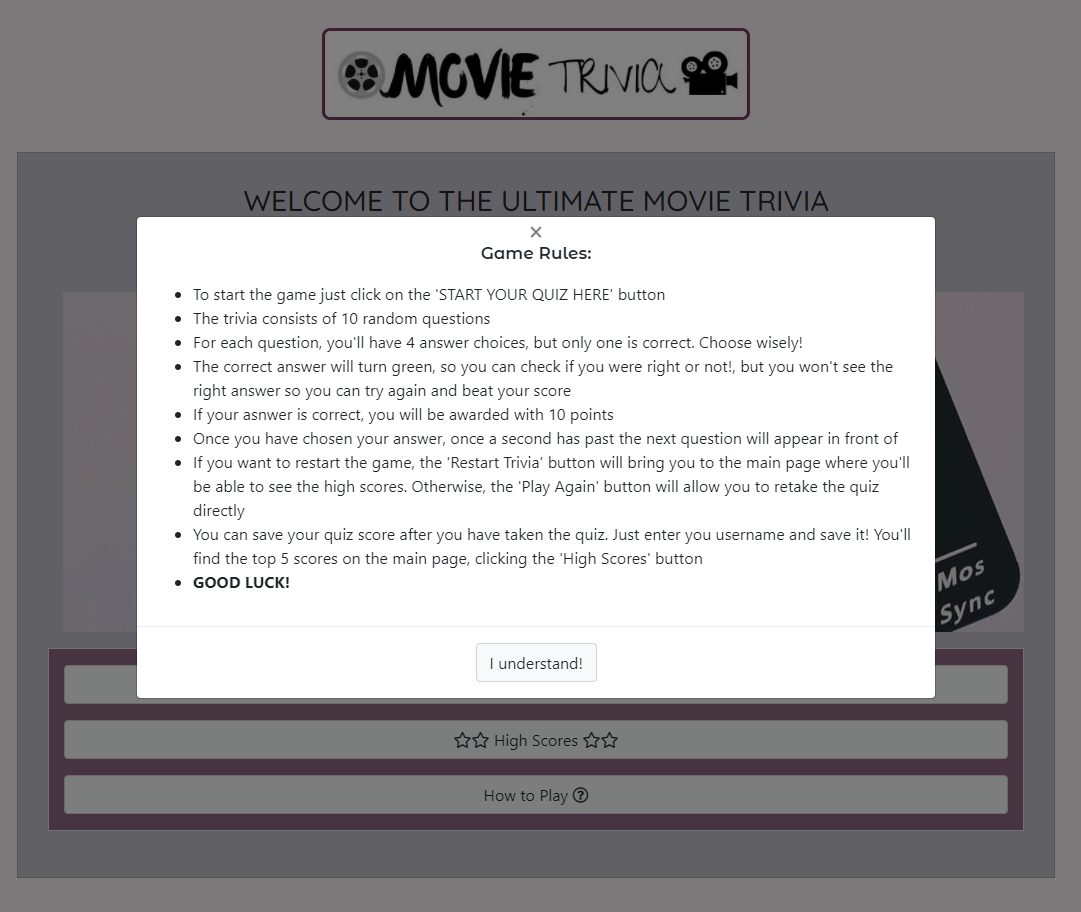 MOVIE TRIVIA
WELCOME TO THE ULTIMATE MOVIE TRIVIA
×
Game Rules:
• To start the game just click on the 'START YOUR QUIZ HERE' button
• The trivia consists of 10 random questions
• For each question, you'll have 4 answer choices, but only one is correct. Choose wisely!
• The correct answer will turn green, so you can check if you were right or not!, but you won't see the
right answer so you can try again and beat your score
• If your asnwer is correct, you will be awarded with 10 points
• Once you have chosen your answer, once a second has past the next question will appear in front of
• If you want to restart the game, the 'Restart Trivia' button will bring you to the main page where you'll
be able to see the high scores. Otherwise, the 'Play Again' button will allow you to retake the quiz
directly
• You can save your quiz score after you have taken the quiz. Just enter you username and save it! You'll
find the top 5 scores on the main page, clicking the 'High Scores' button
• GOOD LUCK!
Mos
Sync
I understand!
High Scores
How to Play